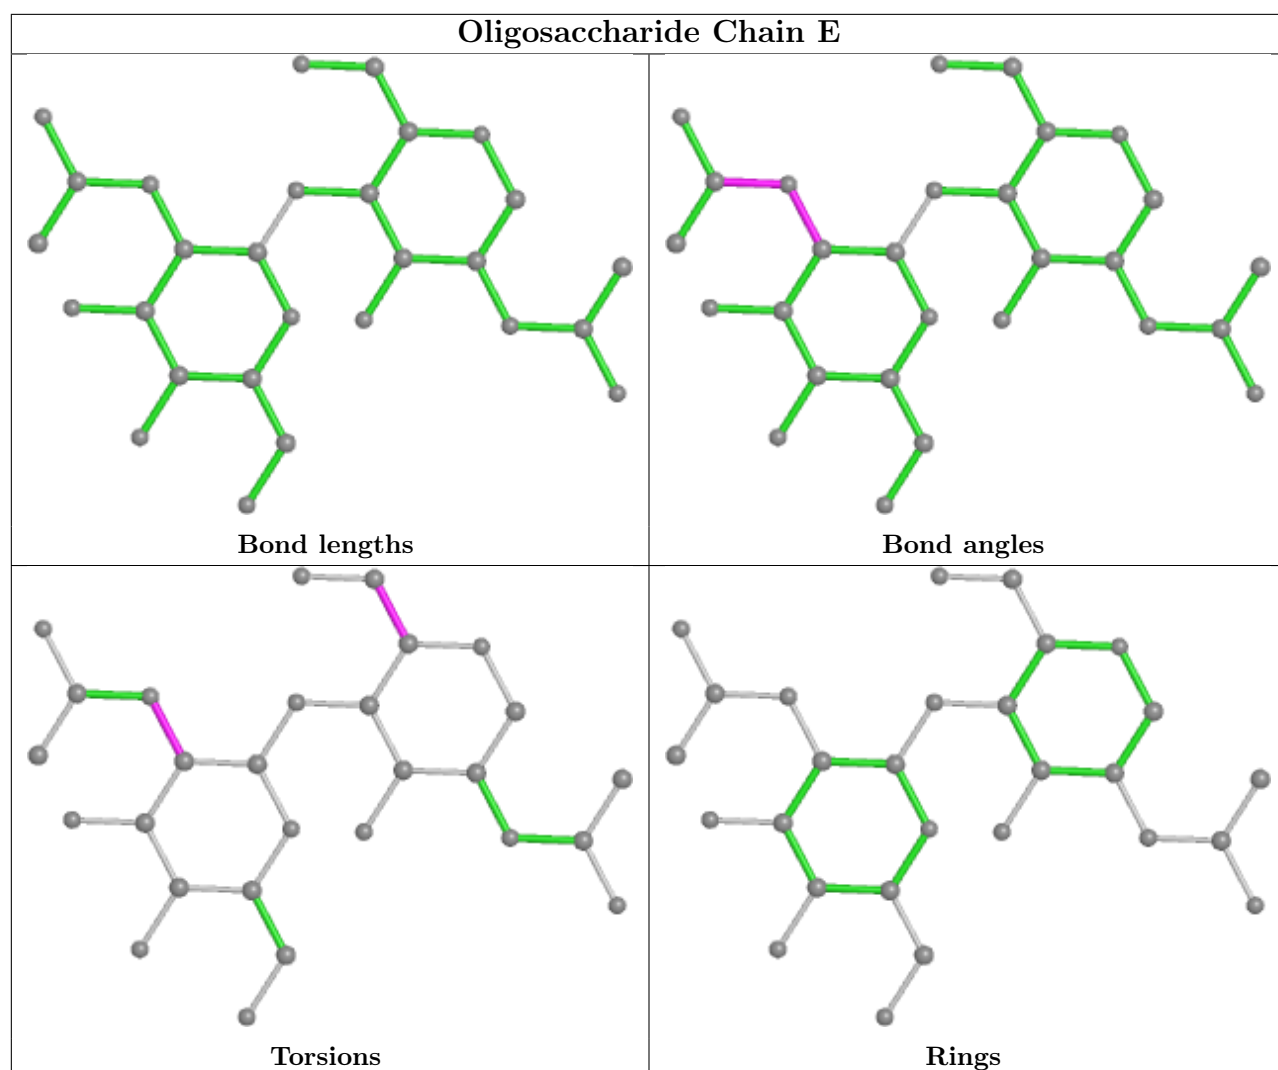 Oligosaccharide Chain E
Bond lengths
Bond angles
Torsions
Rings